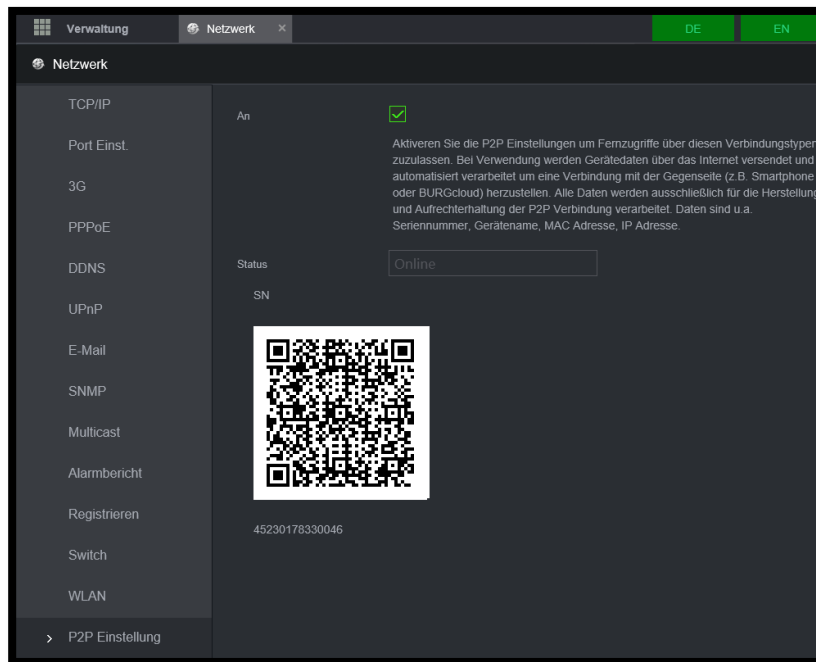 Verwaltung
Netzwerk ×
DE
EN
Netzwerk
TCP/IP
Port Einst.
3G
PPPoE
DDNS
UPnP
E-Mail
SNMP
Multicast
Alarmbericht
Registrieren
Switch
WLAN
P2P Einstellung
An
Aktiveren Sie die P2P Einstellungen um Fernzugriffe über diesen Verbindungstypen
zuzulassen. Bei Verwendung werden Gerätedaten über das Internet versendet und
automatisiert verarbeitet um eine Verbindung mit der Gegenseite (z.B. Smartphone
oder BURGcloud) herzustellen. Alle Daten werden ausschließlich für die Herstellung
und Aufrechterhaltung der P2P Verbindung verarbeitet. Daten sind u.a.
Seriennummer, Gerätename, MAC Adresse, IP Adresse.
Status
Online
SN
45230178330046